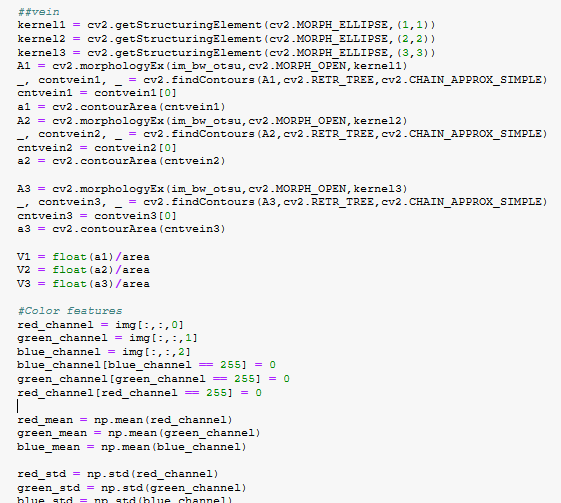 ##vein
kernel1 = cv2.getStructuringElement(cv2.MORPH_ELLIPSE,(1,1))
kernel2 = cv2.getStructuringElement(cv2.MORPH_ELLIPSE,(2,2))
kernel3 = cv2.getStructuringElement(cv2.MORPH_ELLIPSE,(3,3))
A1 = cv2.morphologyEx(im_bw_otsu,cv2.MORPH_OPEN,kernel1)
_, contvein1, _ = cv2.findContours(A1,cv2.RETR_TREE,cv2.CHAIN_APPROX_SIMPLE)
cntvein1 = contvein1[0]
a1 = cv2.contourArea(cntvein1)
A2 = cv2.morphologyEx(im_bw_otsu,cv2.MORPH_OPEN,kernel2)
_, contvein2, _ = cv2.findContours(A2,cv2.RETR_TREE,cv2.CHAIN_APPROX_SIMPLE)
cntvein2 = contvein2[0]
a2 = cv2.contourArea(cntvein2)
A3 = cv2.morphologyEx(im_bw_otsu,cv2.MORPH_OPEN,kernel3)
_, contvein3, _ = cv2.findContours(A3,cv2.RETR_TREE,cv2.CHAIN_APPROX_SIMPLE)
cntvein3 = contvein3[0]
a3 = cv2.contourArea(cntvein3)
V1 = float(a1)/area
V2 = float(a2)/area
V3 = float(a3)/area
#Color features
red_channel = img[:,:,0]
green_channel = img[:,:,1]
blue_channel = img[:,:,2]
blue_channel[blue_channel == 255] = 0
green_channel[green_channel == 255] = 0
red_channel[red_channel == 255] = 0
red_mean = np.mean(red_channel)
green_mean = np.mean(green_channel)
blue_mean = np.mean(blue_channel)
red_std = np.std(red_channel)
green_std = np.std(green_channel)
blue_std = np.std(blue_channel)